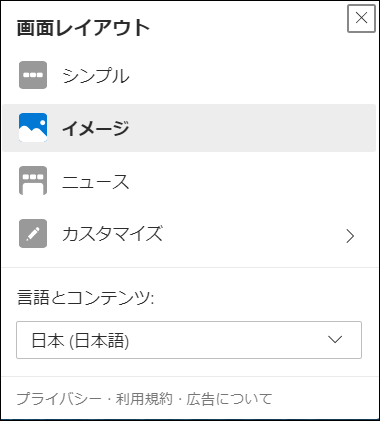 画面レイアウト
シンプル
イメージ
ニュース
カスタマイズ
言語とコンテンツ:
日本 (日本語)
プライバシー・利用規約・広告について